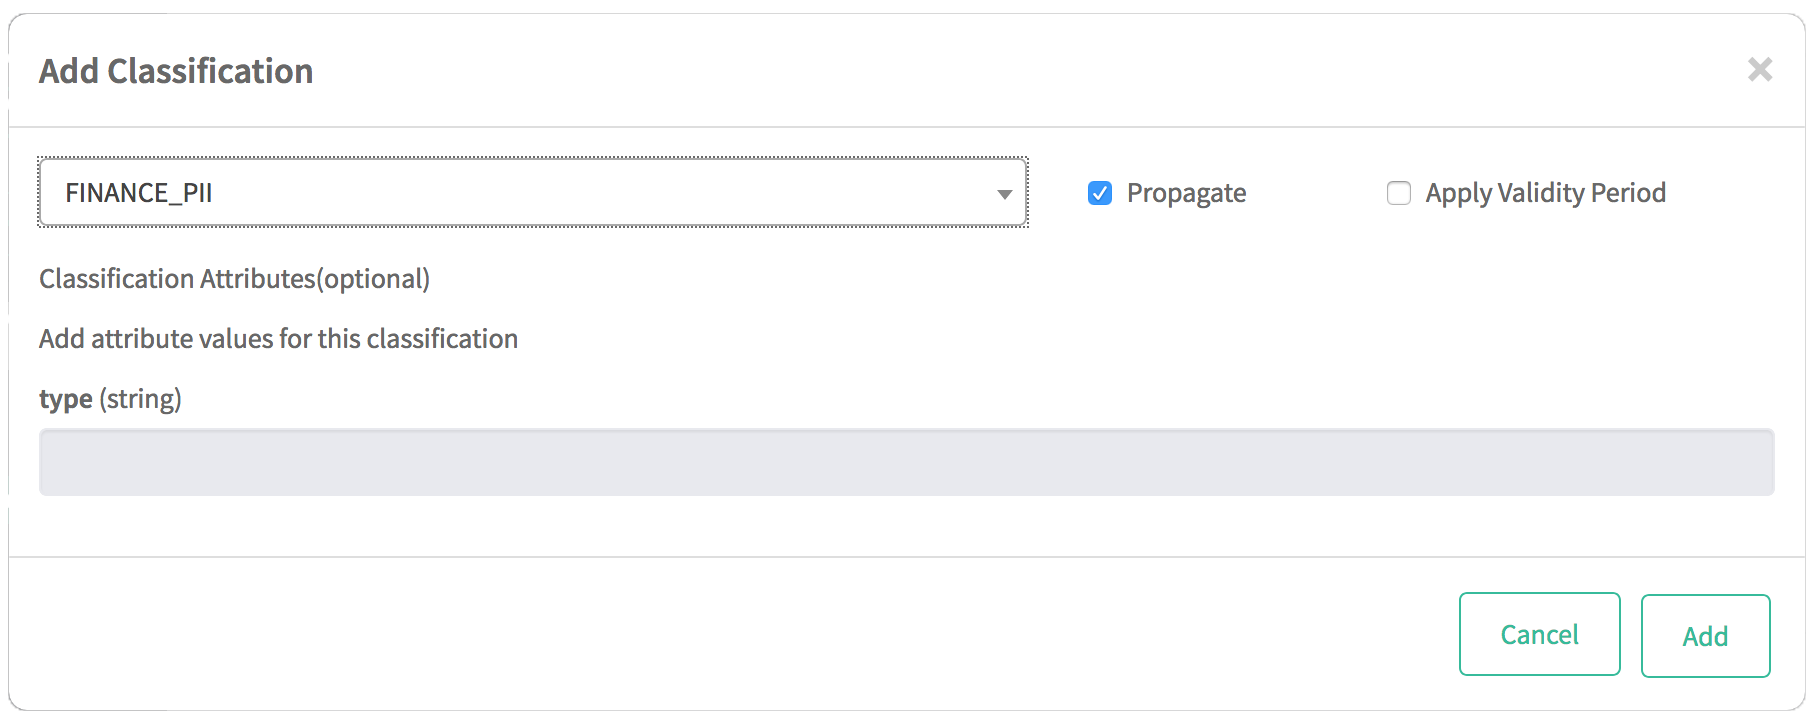 Add Classification
FINANCE_PII
Propagate
Apply Validity Period
Classification Attributes(optional)
Add attribute values for this classification
type (string)
Cancel
Add